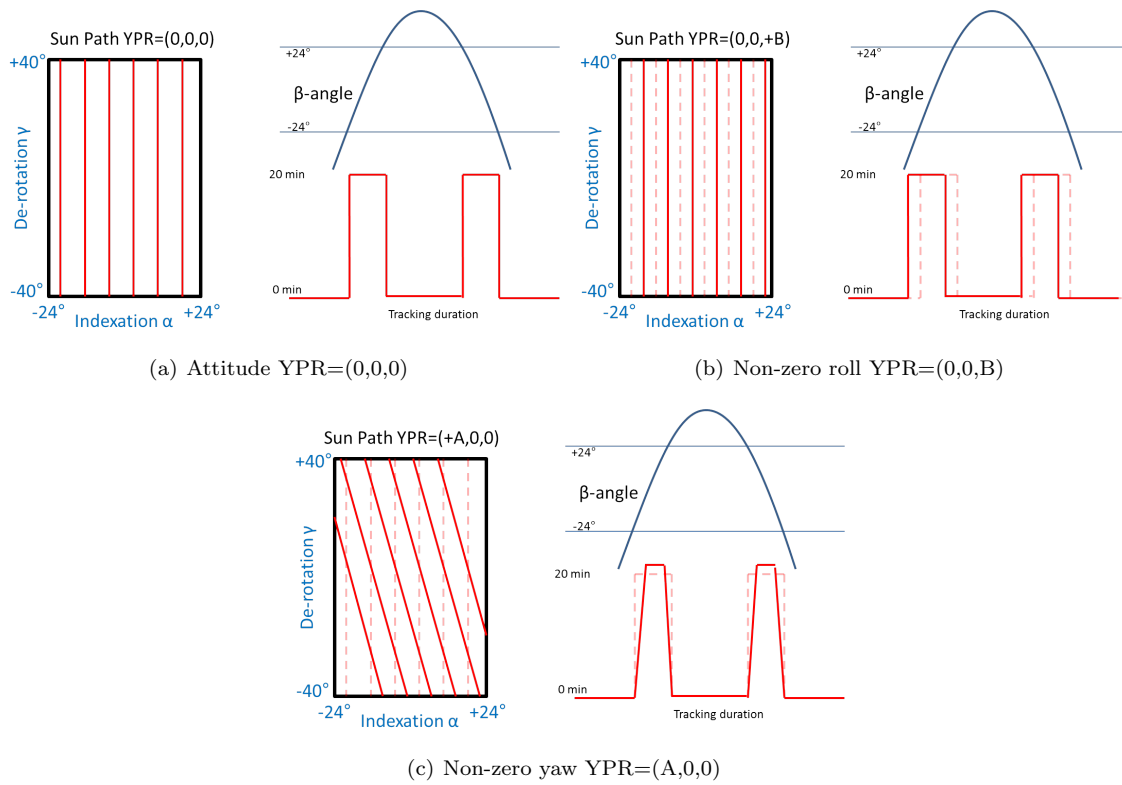 Sun Path YPR=(0,0,0)
+40°
De-rotation γ
-40°
-24°
Indexation α
+24°
+24°
β-angle
-24°
20 min
0 min
Tracking duration
(a) Attitude YPR=(0,0,0)
Sun Path YPR=(0,0,+B)
+40°
De-rotation γ
-40°
-24°
Indexation α
+24°
+24°
β-angle
-24°
20 min
0 min
Tracking duration
(b) Non-zero roll YPR=(0,0,B)
Sun Path YPR=(+A,0,0)
+40°
De-rotation γ
-40°
-24°
Indexation α
+24°
+24°
β-angle
-24°
20 min
0 min
Tracking duration
(c) Non-zero yaw YPR=(A,0,0)